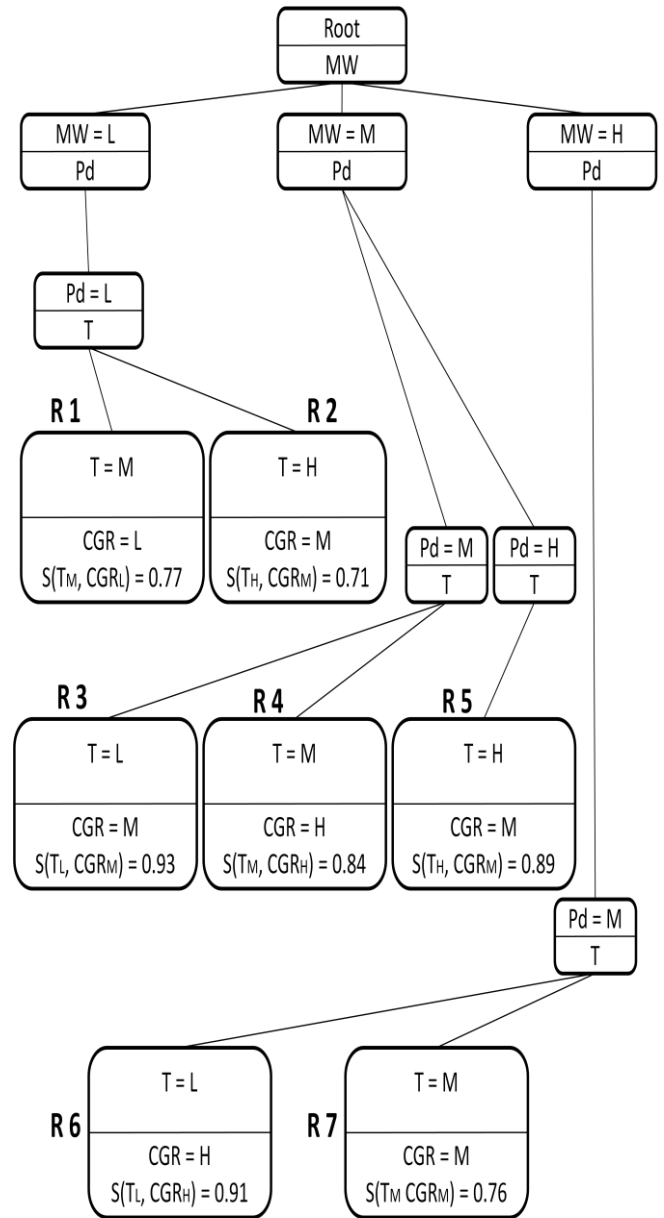 Root
MW
MW = L
Pd
MW = M
Pd
MW = H
Pd
Pd = L
T
R 1
R 2
T = M
CGR = L
S(TM, CGRL) = 0.77
T = H
CGR = M
S(TH, CGRM) = 0.71
Pd = M
T
Pd = H
T
R 3
R 4
R 5
T = L
CGR = M
S(TL, CGRM) = 0.93
T = M
CGR = H
S(TM, CGRH) = 0.84
T = H
CGR = M
S(TH, CGRM) = 0.89
Pd = M
T
R 6
T = L
CGR = H
S(TL, CGRH) = 0.91
R 7
T = M
CGR = M
S(TM CGRM) = 0.76